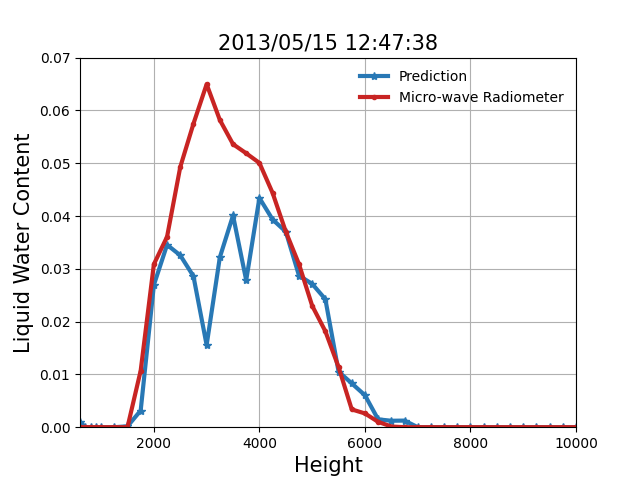 2013/05/15 12:47:38
0.07
0.06
0.05
0.04
0.03
0.02
0.01
0.00
Liquid Water Content
Prediction
Micro-wave Radiometer
2000 4000 6000 8000 10000
Height